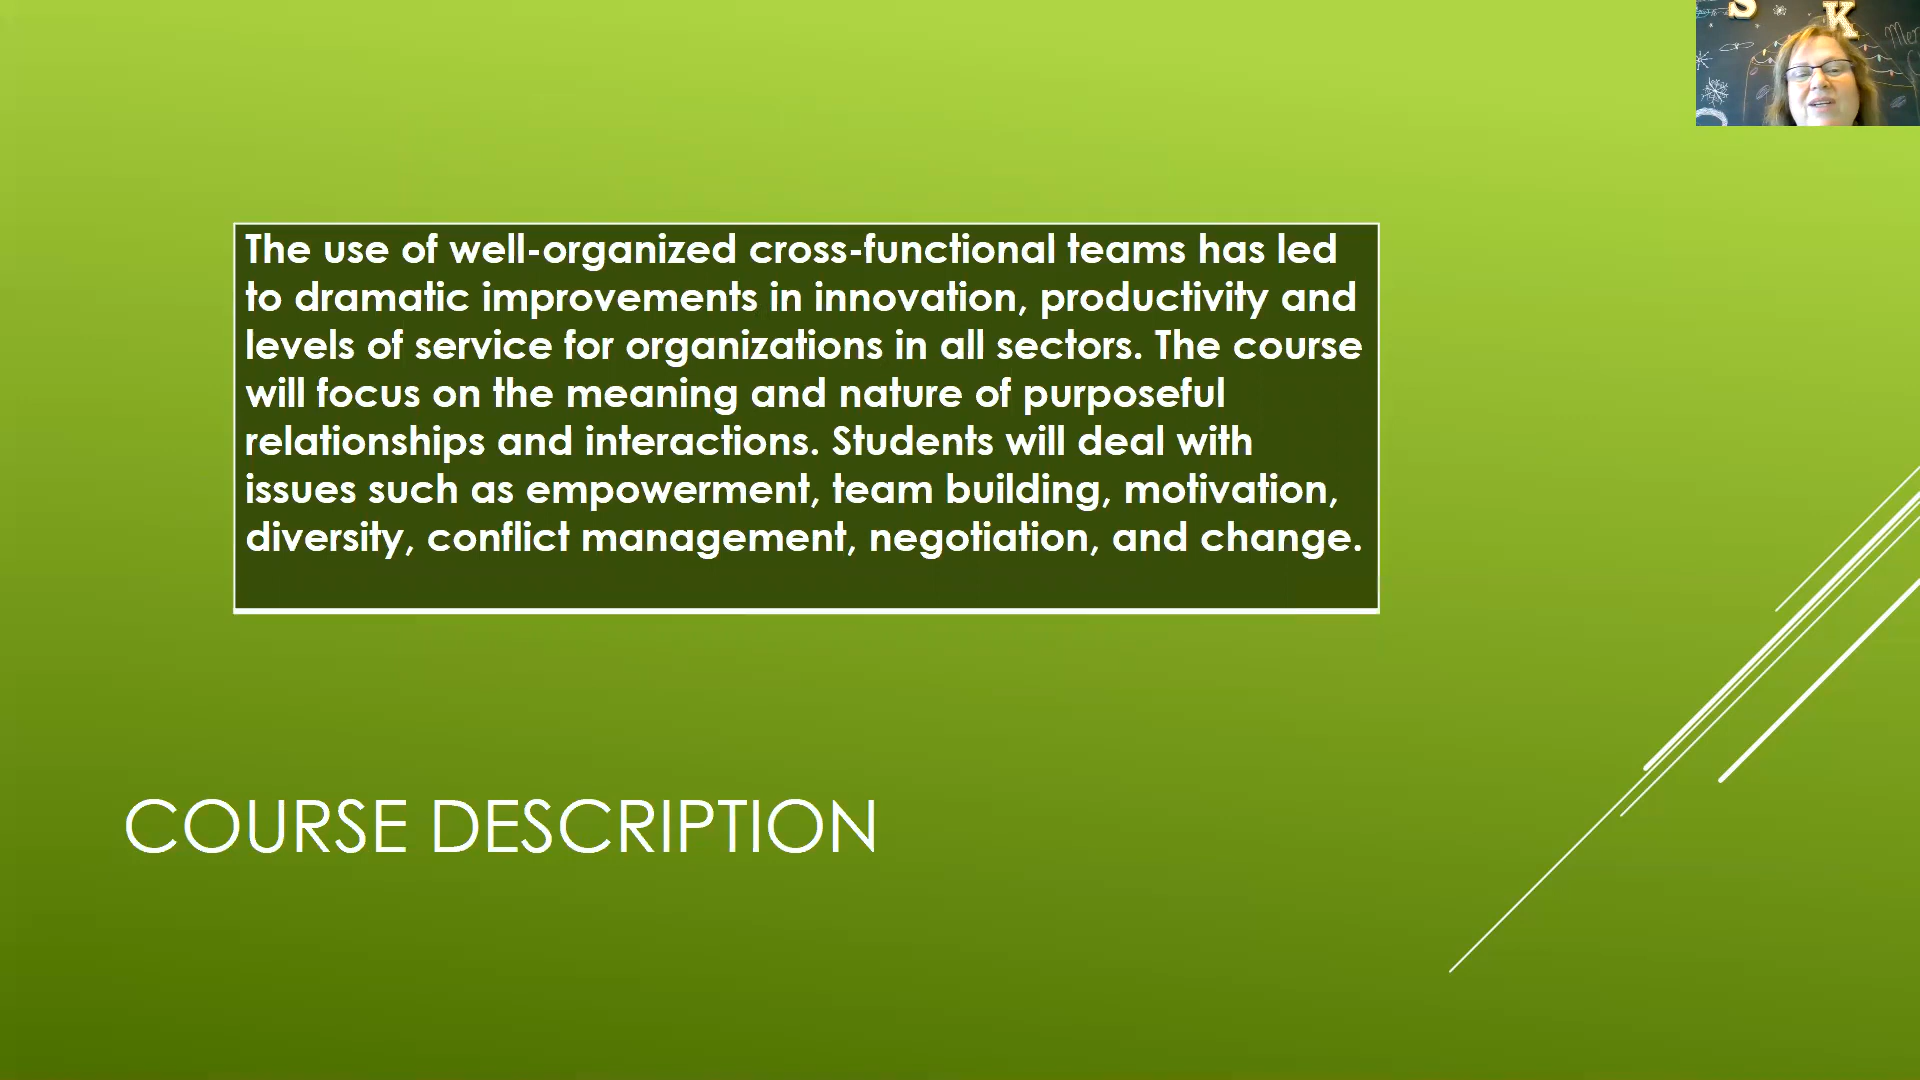 S K
Mer
The use of well-organized cross-functional teams has led
to dramatic improvements in innovation, productivity and
levels of service for organizations in all sectors. The course
will focus on the meaning and nature of purposeful
relationships and interactions. Students will deal with
issues such as empowerment, team building, motivation,
diversity, conflict management, negotiation, and change.
COURSE DESCRIPTION